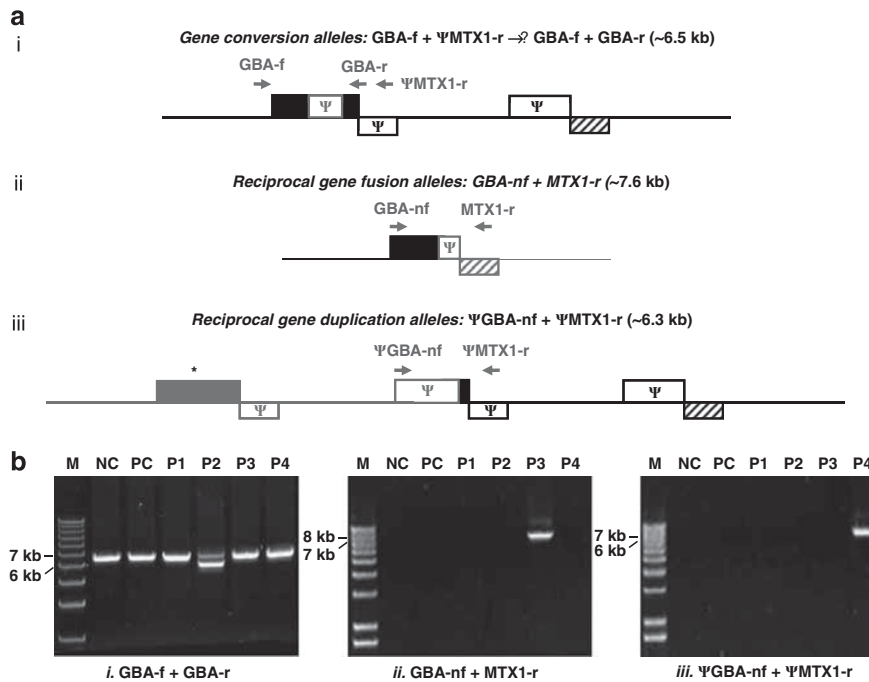 a
i
Gene conversion alleles: GBA-f + ΨMTX1-r →? GBA-f + GBA-r (~6.5 kb)
GBA-f GBA-r
ΨMTX1-r
Ψ Ψ
Ψ
ii
Reciprocal gene fusion alleles: GBA-nf + MTX1-r (~7.6 kb)
GBA-nf MTX1-r
Ψ
iii
Reciprocal gene duplication alleles: ΨGBA-nf + ΨMTX1-r (~6.3 kb)
ΨGBA-nf ΨMTX1-r
*
Ψ Ψ
Ψ Ψ
b
M NC PC P1 P2 P3 P4
7 kb
6 kb
i. GBA-f + GBA-r
M NC PC P1 P2 P3 P4
8 kb
7 kb
ii. GBA-nf + MTX1-r
M NC PC P1 P2 P3 P4
7 kb
6 kb
iii. ΨGBA-nf + ΨMTX1-r